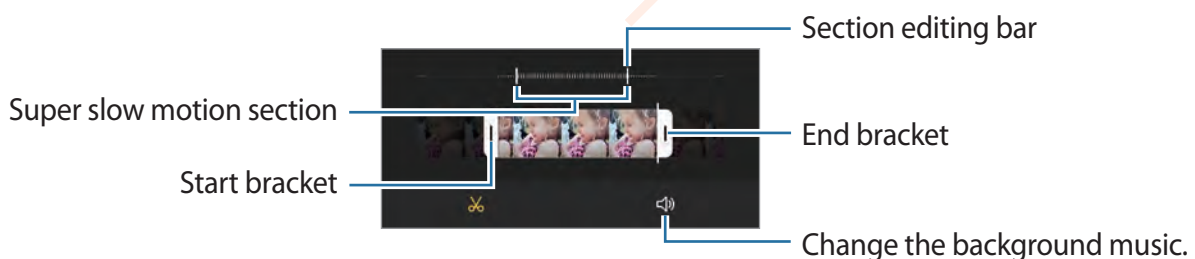 Section editing bar
Super slow motion section
End bracket
Start bracket
Change the background music.